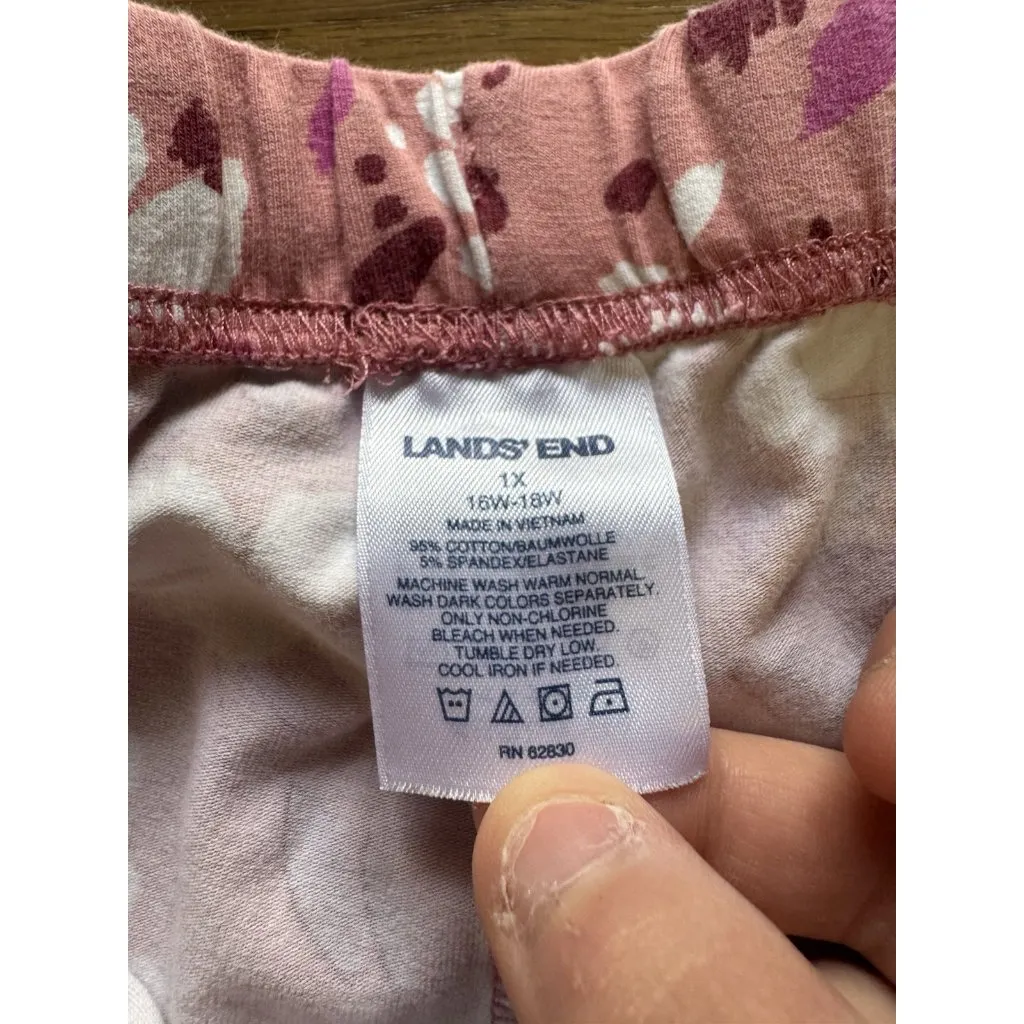 LANDS' END
1X
16W-18W
MADE IN VIETNAM
95% COTTON/BAUMWOLLE
5% SPANDEX/ELASTANE
MACHINE WASH WARM NORMAL.
WASH DARK COLORS SEPARATELY.
ONLY NON-CHLORINE
BLEACH WHEN NEEDED.
TUMBLE DRY LOW.
COOL IRON IF NEEDED.
RN 62830